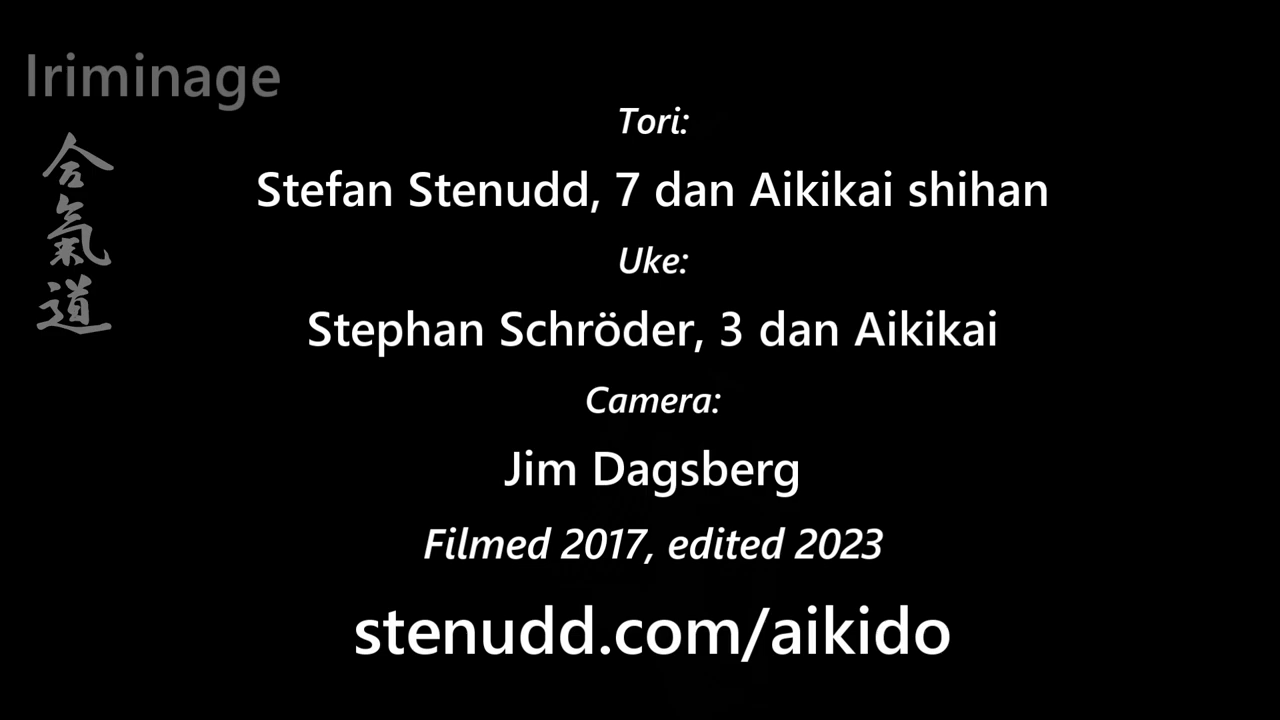 Iriminage
合氣道
Tori:
Stefan Stenudd, 7 dan Aikikai shihan
Uke:
Stephan Schröder, 3 dan Aikikai
Camera:
Jim Dagsberg
Filmed 2017, edited 2023
stenudd.com/aikido